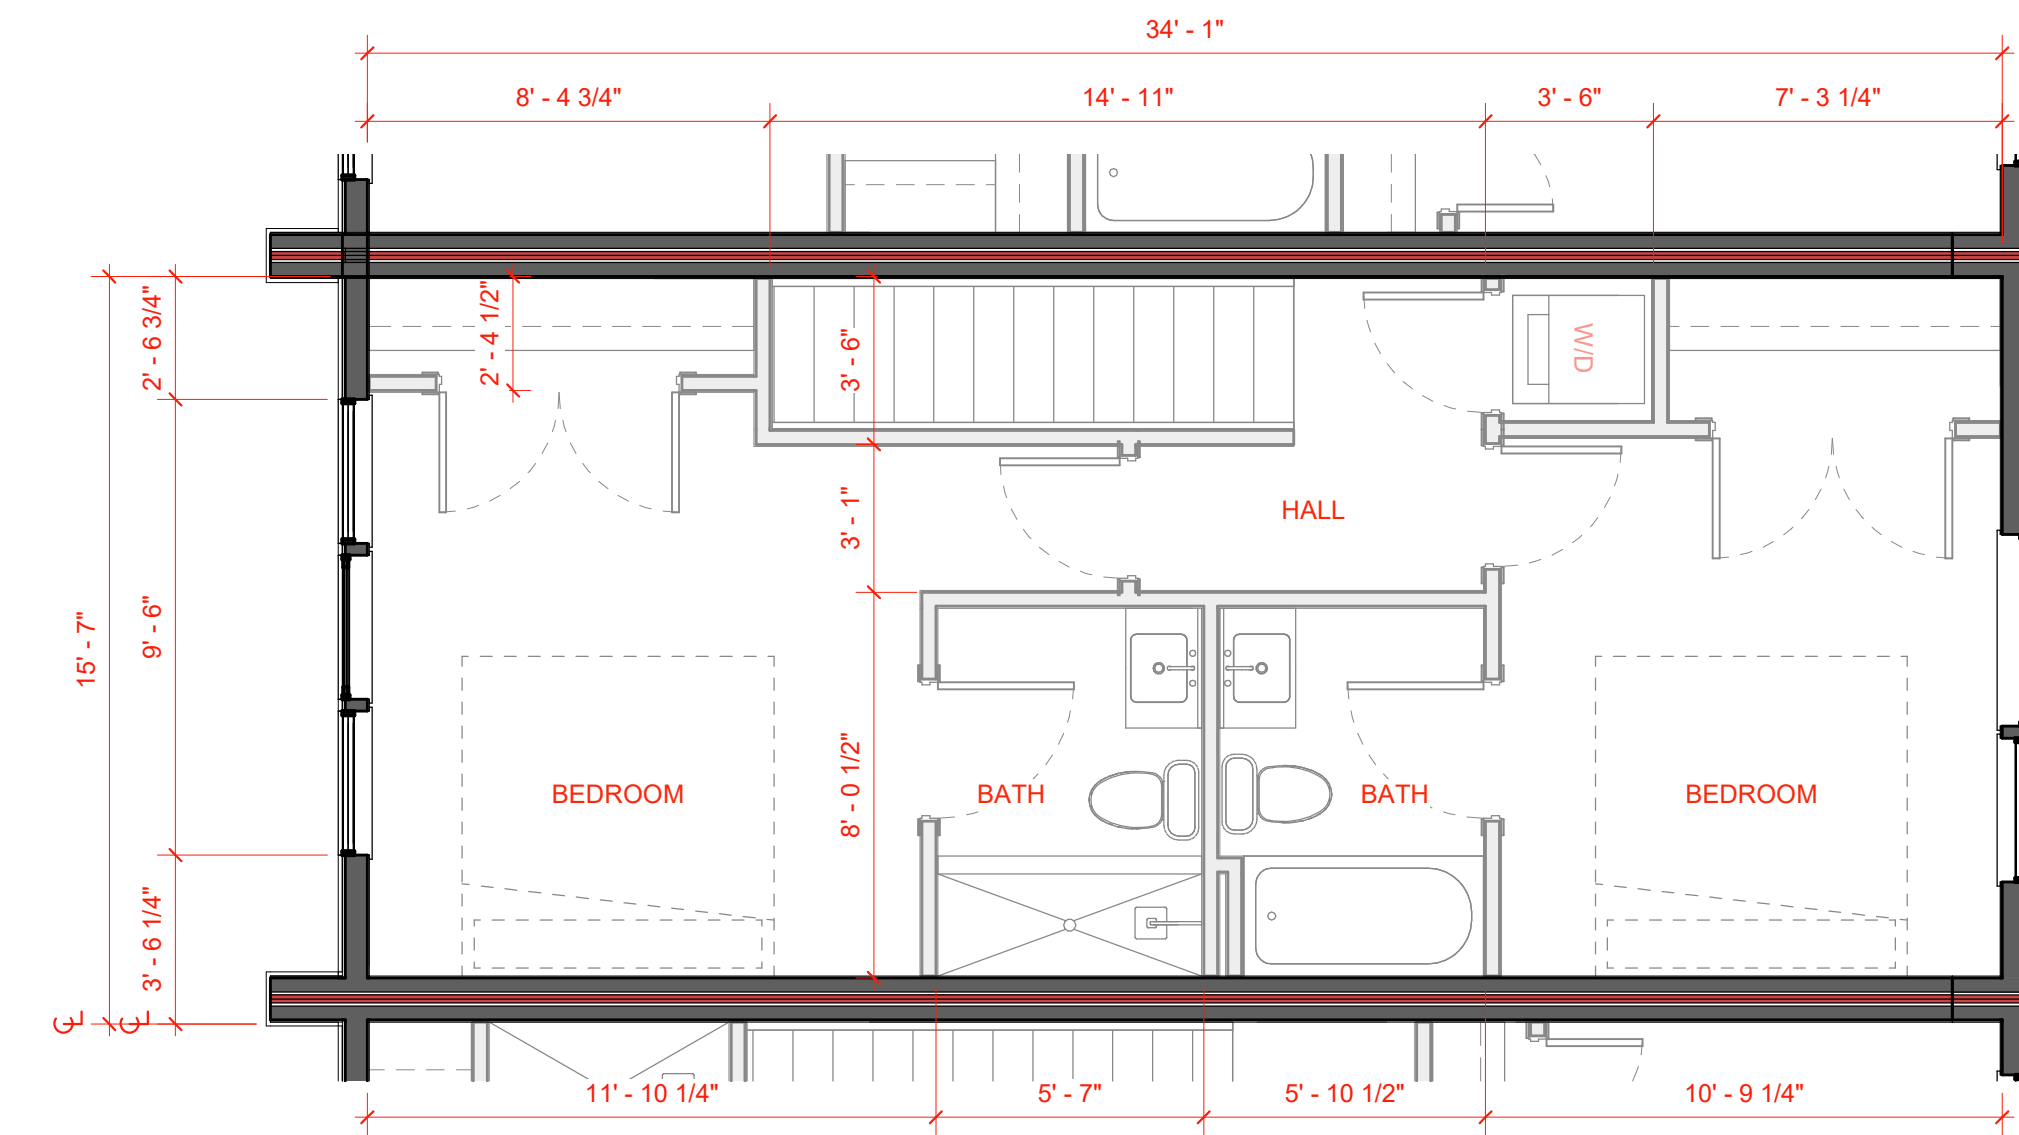 34' - 1"
8' - 4 3/4"
14' - 11"
3' - 6"
7' - 3 1/4"
2' - 6 3/4"
2' - 4 1/2"
3' - 6"
W/D
3' - 1"
HALL
15' - 7"
9' - 6"
8' - 0 1/2"
BEDROOM
BATH
BATH
BEDROOM
3' - 6 1/4"
℄ ℄
11' - 10 1/4"
5' - 7"
5' - 10 1/2"
10' - 9 1/4"